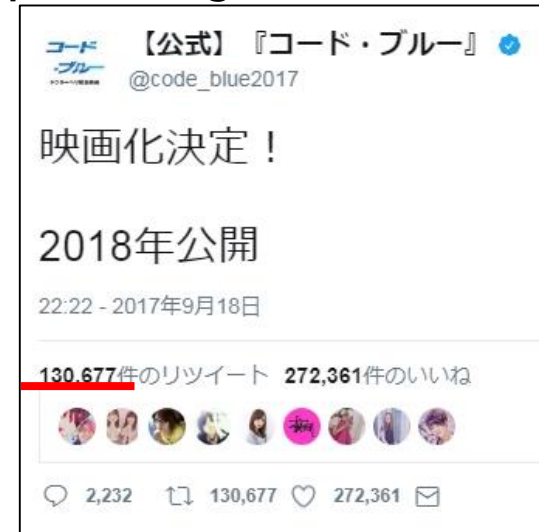 コード
・ブルー
【公式】『コード・ブルー』
@code_blue2017
映画化決定！
2018年公開
22:22 - 2017年9月18日
130,677件のリツイート 272,361件のいいね
2,232 130,677 272,361